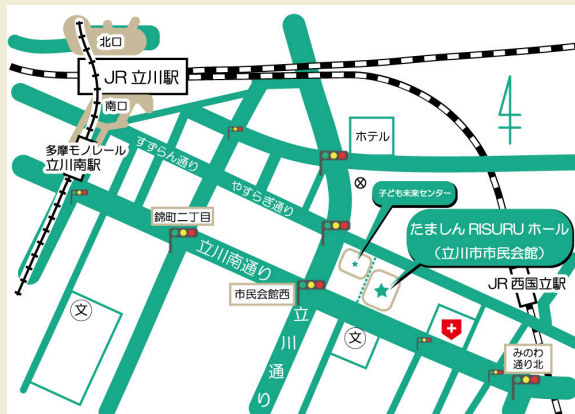 北口
JR 立川駅
南口
多摩モノレール
立川南駅
すずらん通り
やすらぎ通り
ホテル
子ども未来センター
たましん RISURU ホール
(立川市市民会館)
錦町二丁目
立川南通り
市民会館西
JR 西国立駅
立川通り
文
文
みのわ
通り北